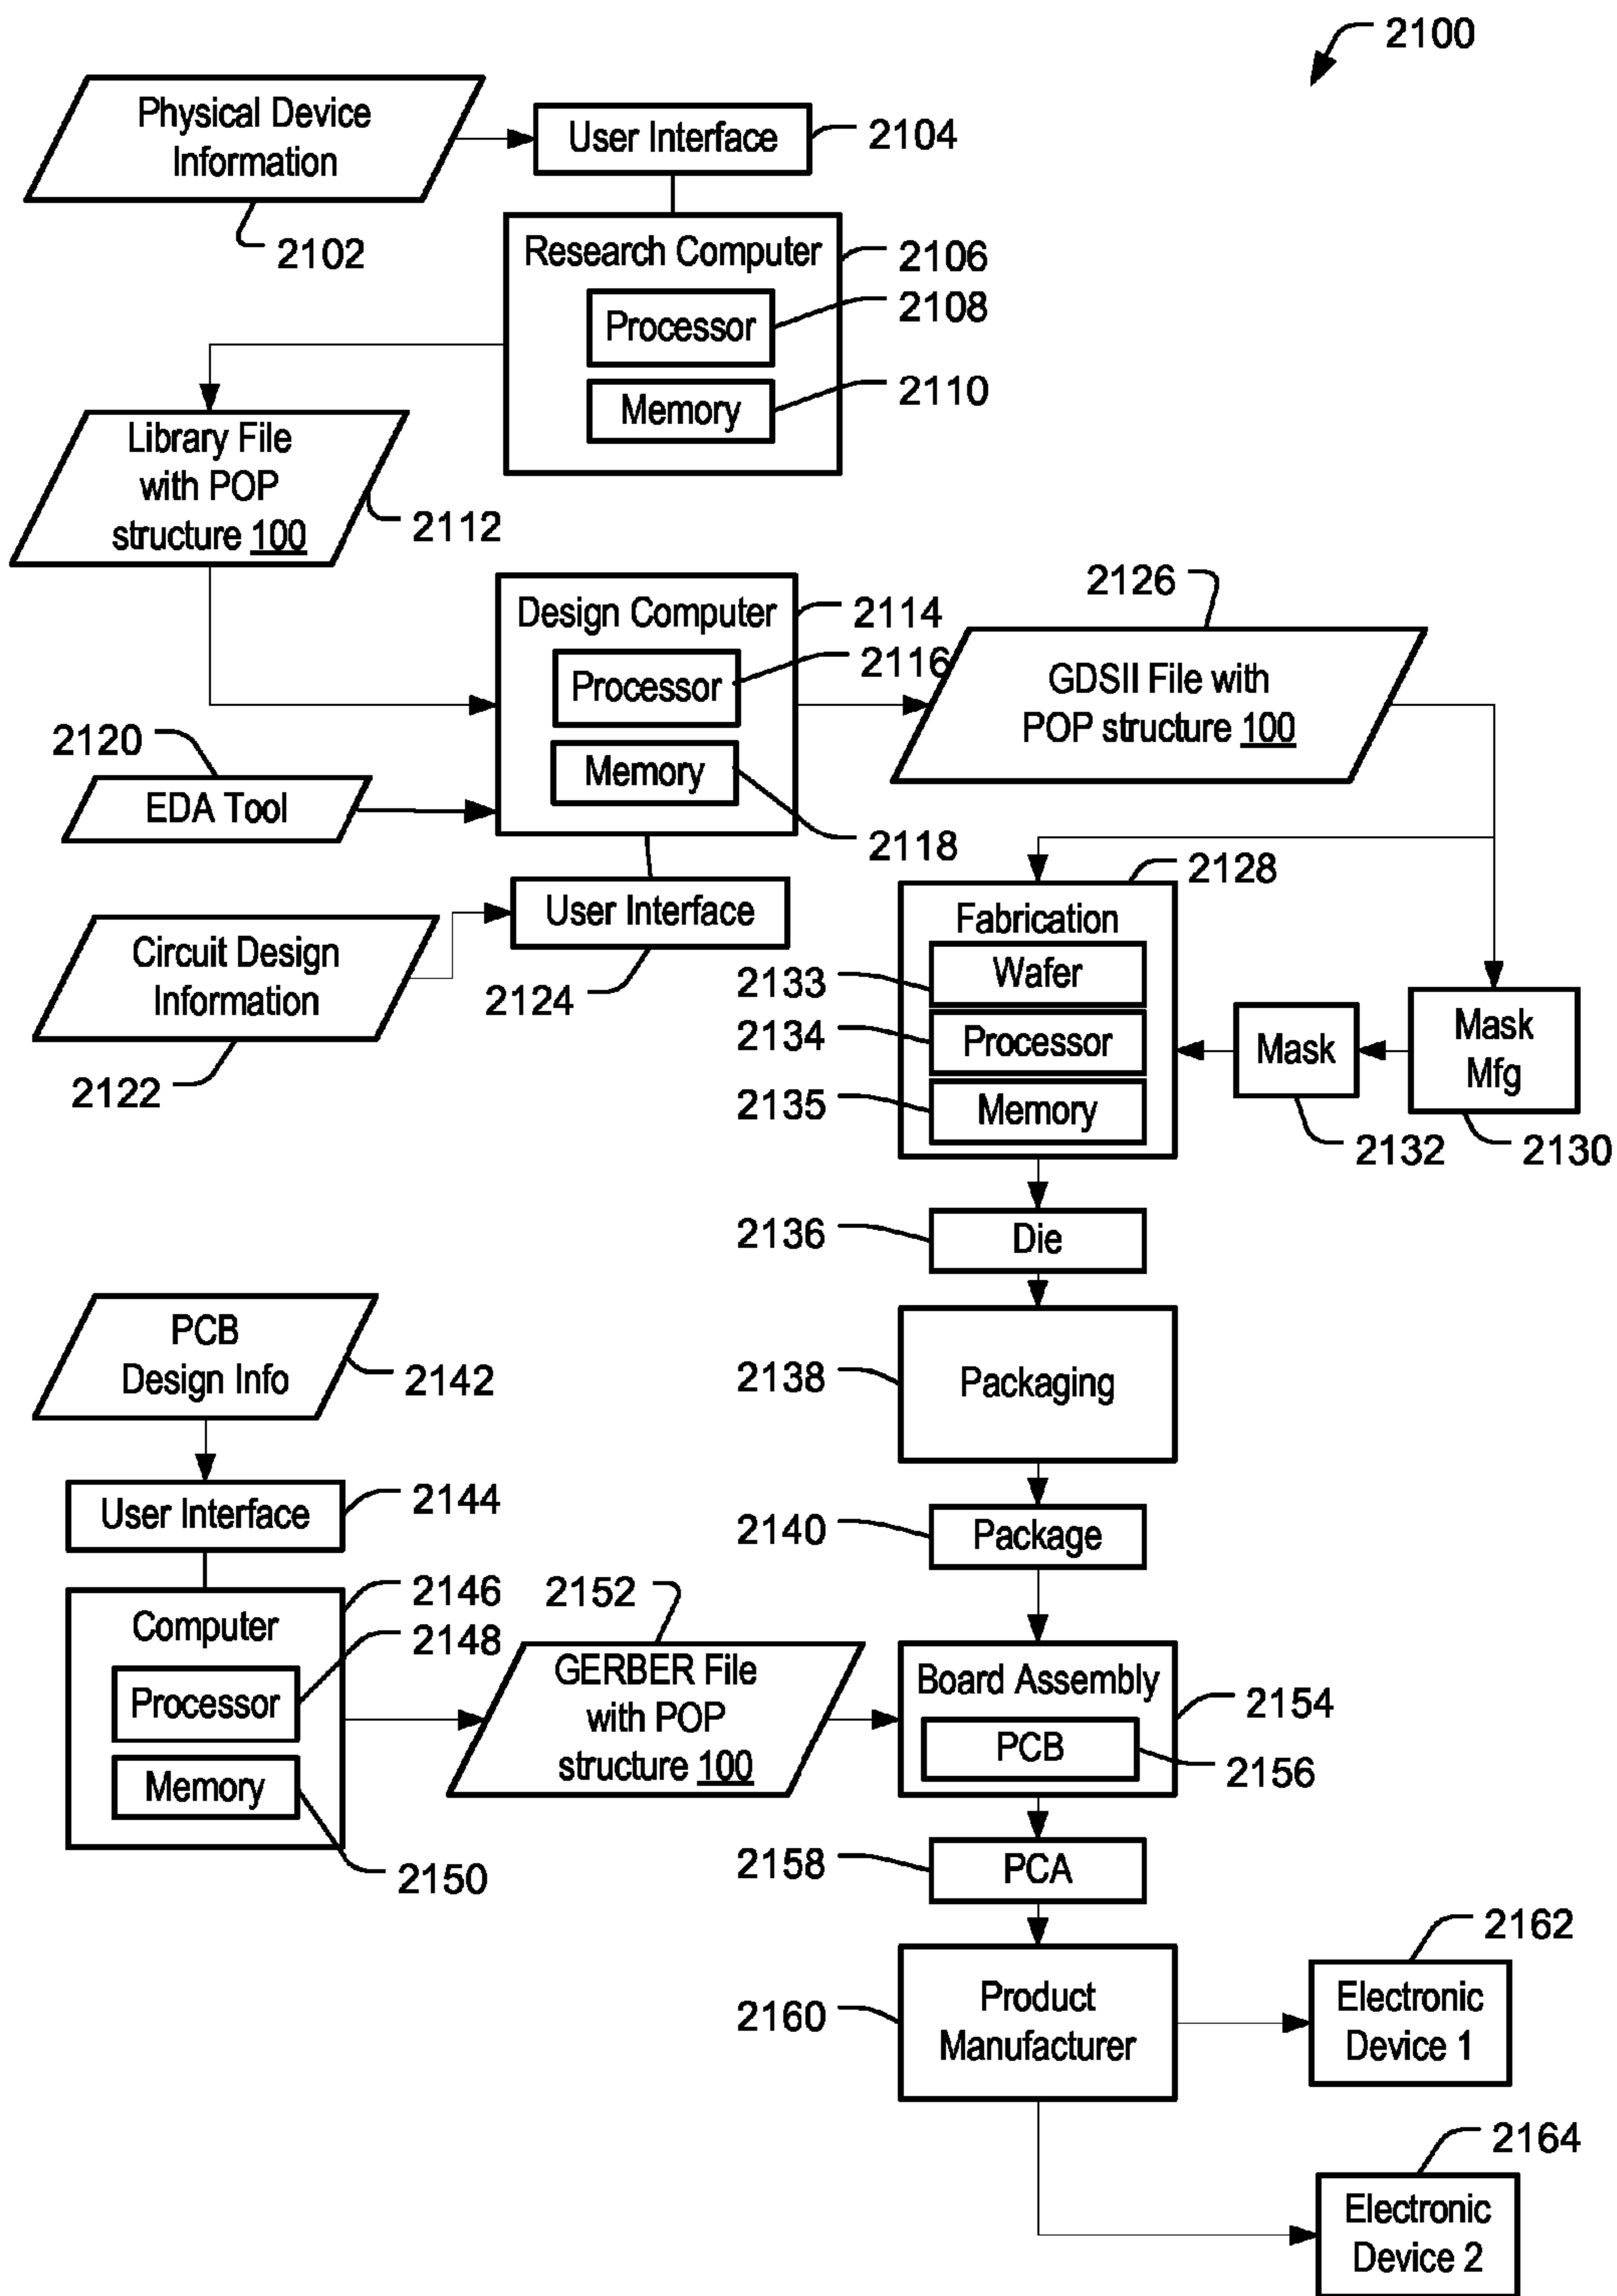 2100
Physical Device
Information
2102
User Interface
2104
Research Computer
2106
Processor
2108
Memory
2110
Library File
with POP
structure 100
2112
Design Computer
2114
Processor
2116
Memory
2118
2120
EDA Tool
2126
GDSII File with
POP structure 100
User Interface
2124
Circuit Design
Information
2122
2128
Fabrication
2133
Wafer
2134
Processor
2135
Memory
Mask
2132
Mask
Mfg
2130
2136
Die
2138
Packaging
2140
Package
PCB
Design Info
2142
User Interface
2144
2146
Computer
2148
Processor
Memory
2150
2152
GERBER File
with POP
structure 100
Board Assembly
2154
PCB
2156
2158
PCA
2160
Product
Manufacturer
2162
Electronic
Device 1
2164
Electronic
Device 2